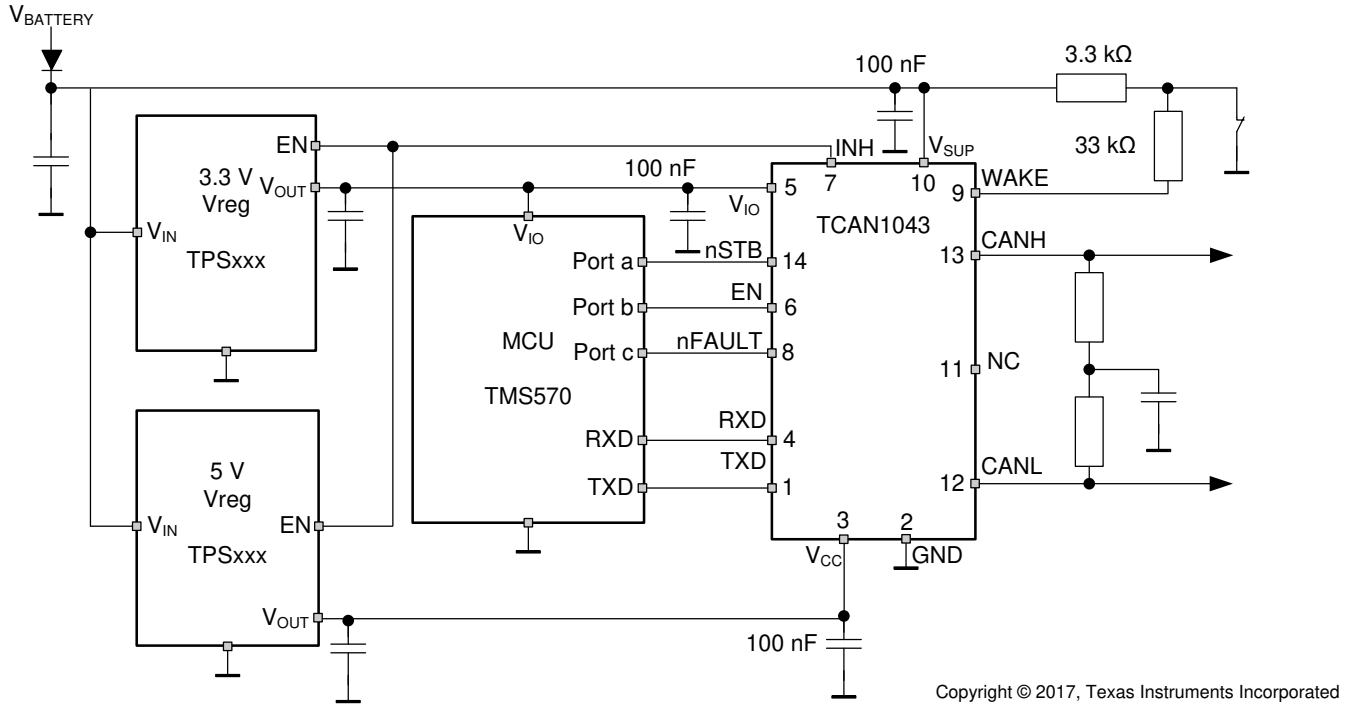 VBATTERY
100 nF
3.3 kΩ
33 kΩ
EN
3.3 V
Vreg
VOUT
VIN
TPSxxx
100 nF
INH
7
VSUP
10
5
VIO
TCAN1043
9
WAKE
VIO
MCU
TMS570
Port a
nSTB
14
Port b
EN
6
Port c
nFAULT
8
RXD
RXD
4
TXD
TXD
1
13
CANH
11
NC
12
CANL
3
2
VCC
GND
5 V
Vreg
VIN
EN
TPSxxx
VOUT
100 nF
Copyright © 2017, Texas Instruments Incorporated